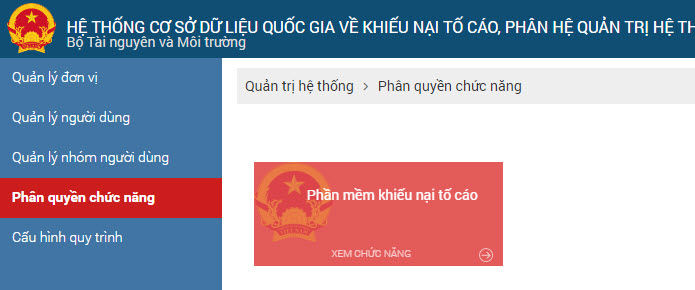 HỆ THỐNG CƠ SỞ DỮ LIỆU QUỐC GIA VỀ KHIẾU NẠI TỐ CÁO, PHÂN HỆ QUẢN TRỊ HỆ
Bộ Tài nguyên và Môi trường
Quản lý đơn vị
Quản trị hệ thống > Phân quyền chức năng
Quản lý người dùng
Quản lý nhóm người dùng
Phân quyền chức năng
Cấu hình quy trình
Phần mềm khiếu nại tố cáo
XEM CHỨC NĂNG